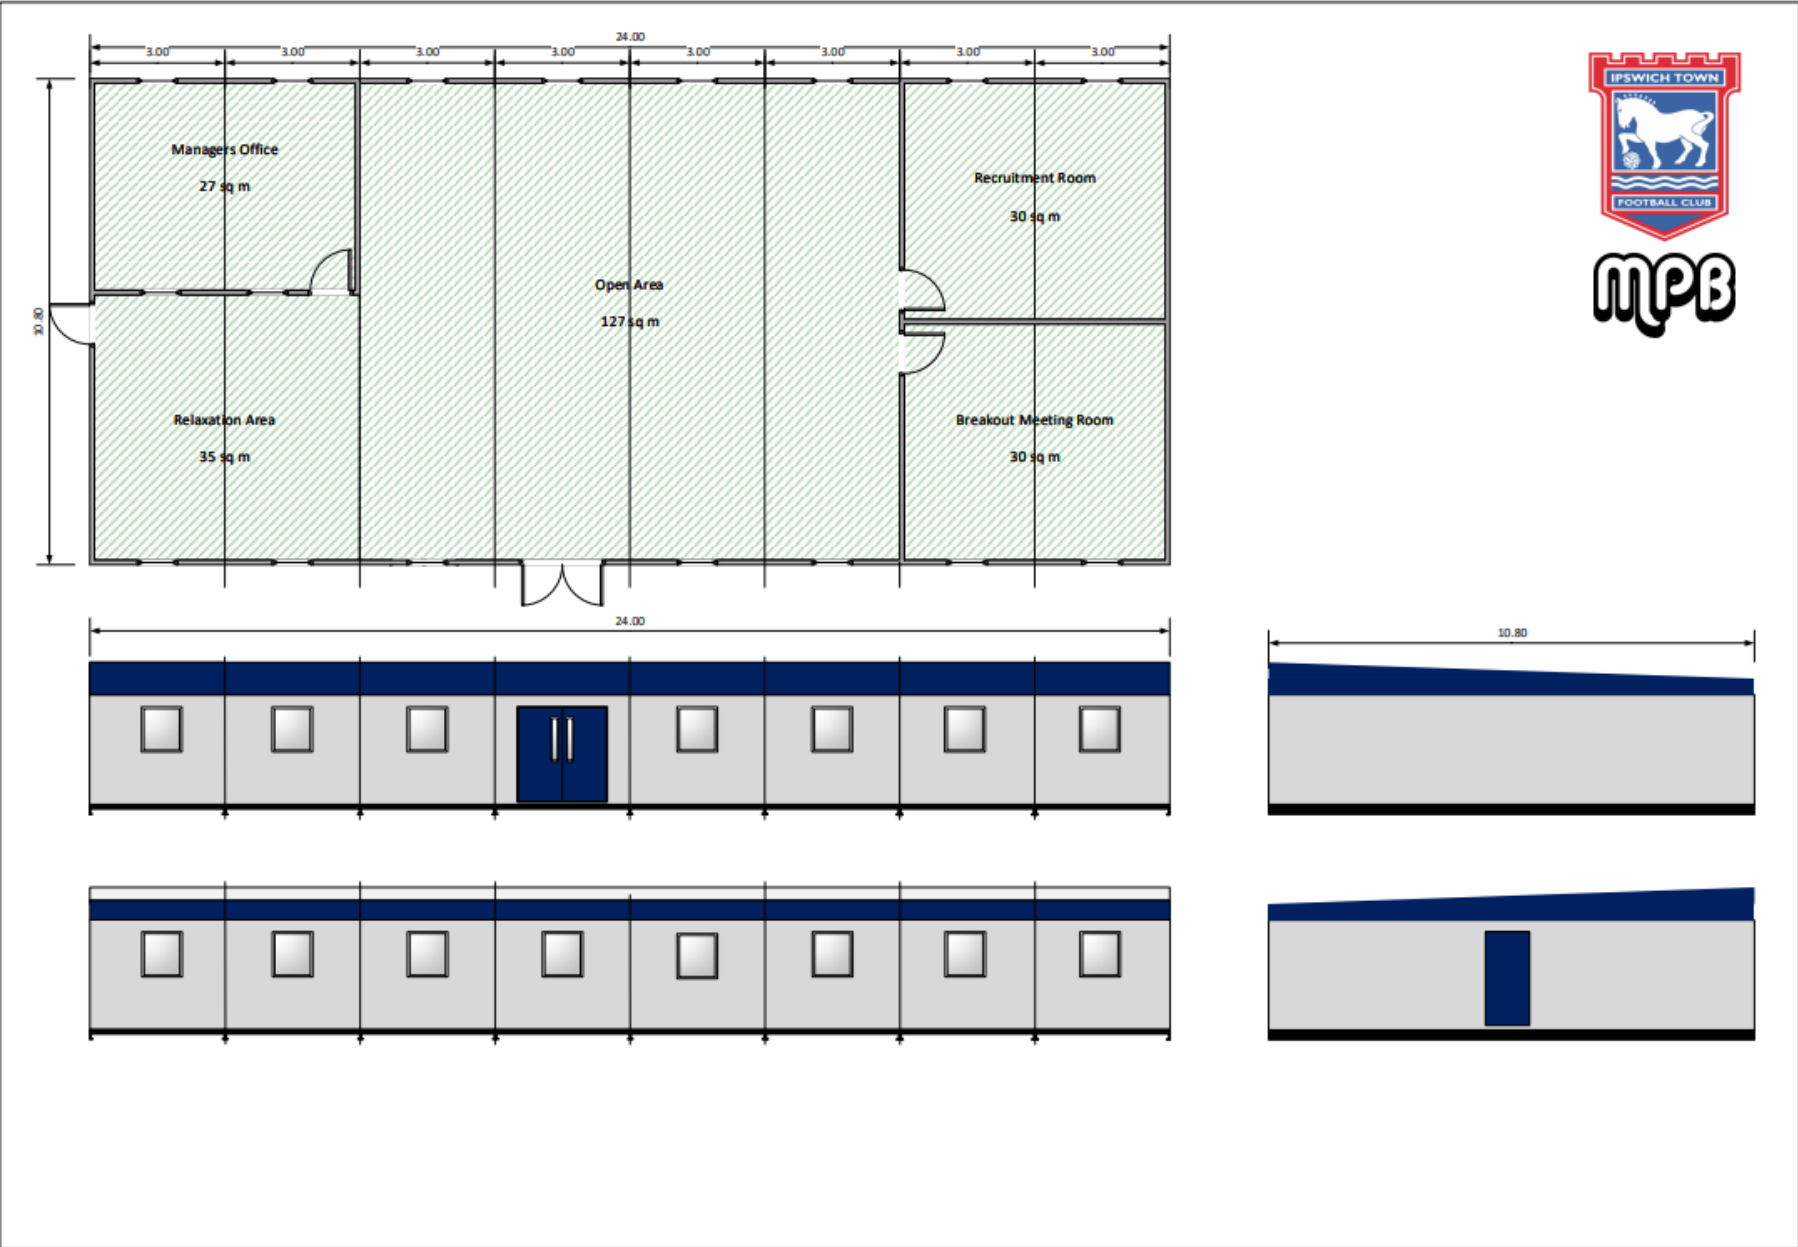 24.00
3.00 3.00 3.00 3.00 3.00 3.00 3.00 3.00
IPSWICH TOWN
FOOTBALL CLUB
MPB
Managers Office
27 sq m
Recruitment Room
30 sq m
Open Area
127 sq m
10.80
Relaxation Area
35 sq m
Breakout Meeting Room
30 sq m
24.00
10.80